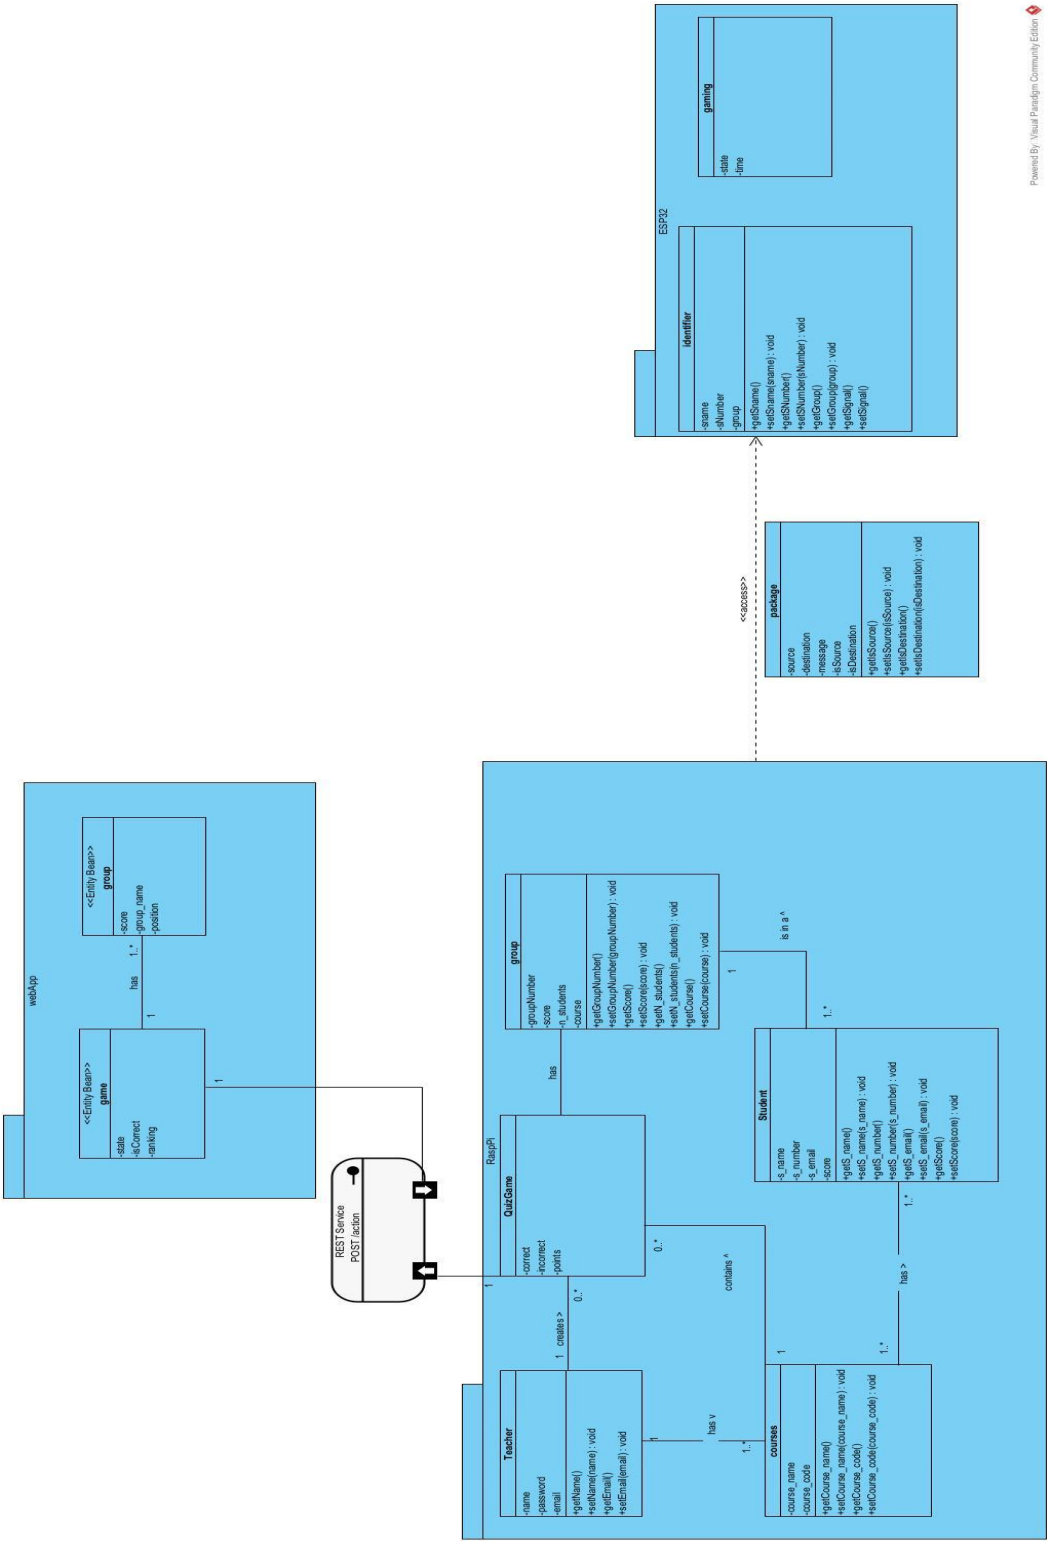 webApp
<<Entity Bean>>
game
-state
-isCorrect
-ranking
1
has
1..*
<<Entity Bean>>
group
-score
-group_name
-position
1
REST Service
POST /action
1
RaspPi
Teacher
-name
-password
-email
+getName()
+setName(name) : void
+getEmail()
+setEmail(email) : void
1
creates >
0..*
QuizGame
-correct
-incorrect
-points
has
group
-groupNumber
-score
-n_students
-course
+getGroupNumber()
+setGroupNumber(groupNumber) : void
+getScore()
+setScore(score) : void
+getN_students()
+setN_students(n_students) : void
+getCourse()
+setCourse(course) : void
1
has v
1..*
1
contains ^
0..*
1
is in a ^
1..*
courses
-course_name
-course_code
+getCourse_name()
+setCourse_name(course_name) : void
+getCourse_code()
+setCourse_code(course_code) : void
1..*
has >
1..*
Student
-s_name
-s_number
-s_email
-score
+getS_name()
+setS_name(s_name) : void
+getS_number()
+setS_number(s_number) : void
+getS_email()
+setS_email(s_email) : void
+getScore()
+setScore(score) : void
<<access>>
package
-source
-destination
-message
-isSource
-isDestination
+getIsSource()
+setIsSource(isSource) : void
+getIsDestination()
+setIsDestination(isDestination) : void
ESP32
identifier
-sname
-sNumber
-group
+getSname()
+setSname(sname) : void
+getSNumber()
+setSNumber(sNumber) : void
+getGroup()
+setGroup(group) : void
+getSignal()
+setSignal()
gaming
-state
-time
Powered By Visual Paradigm Community Edition